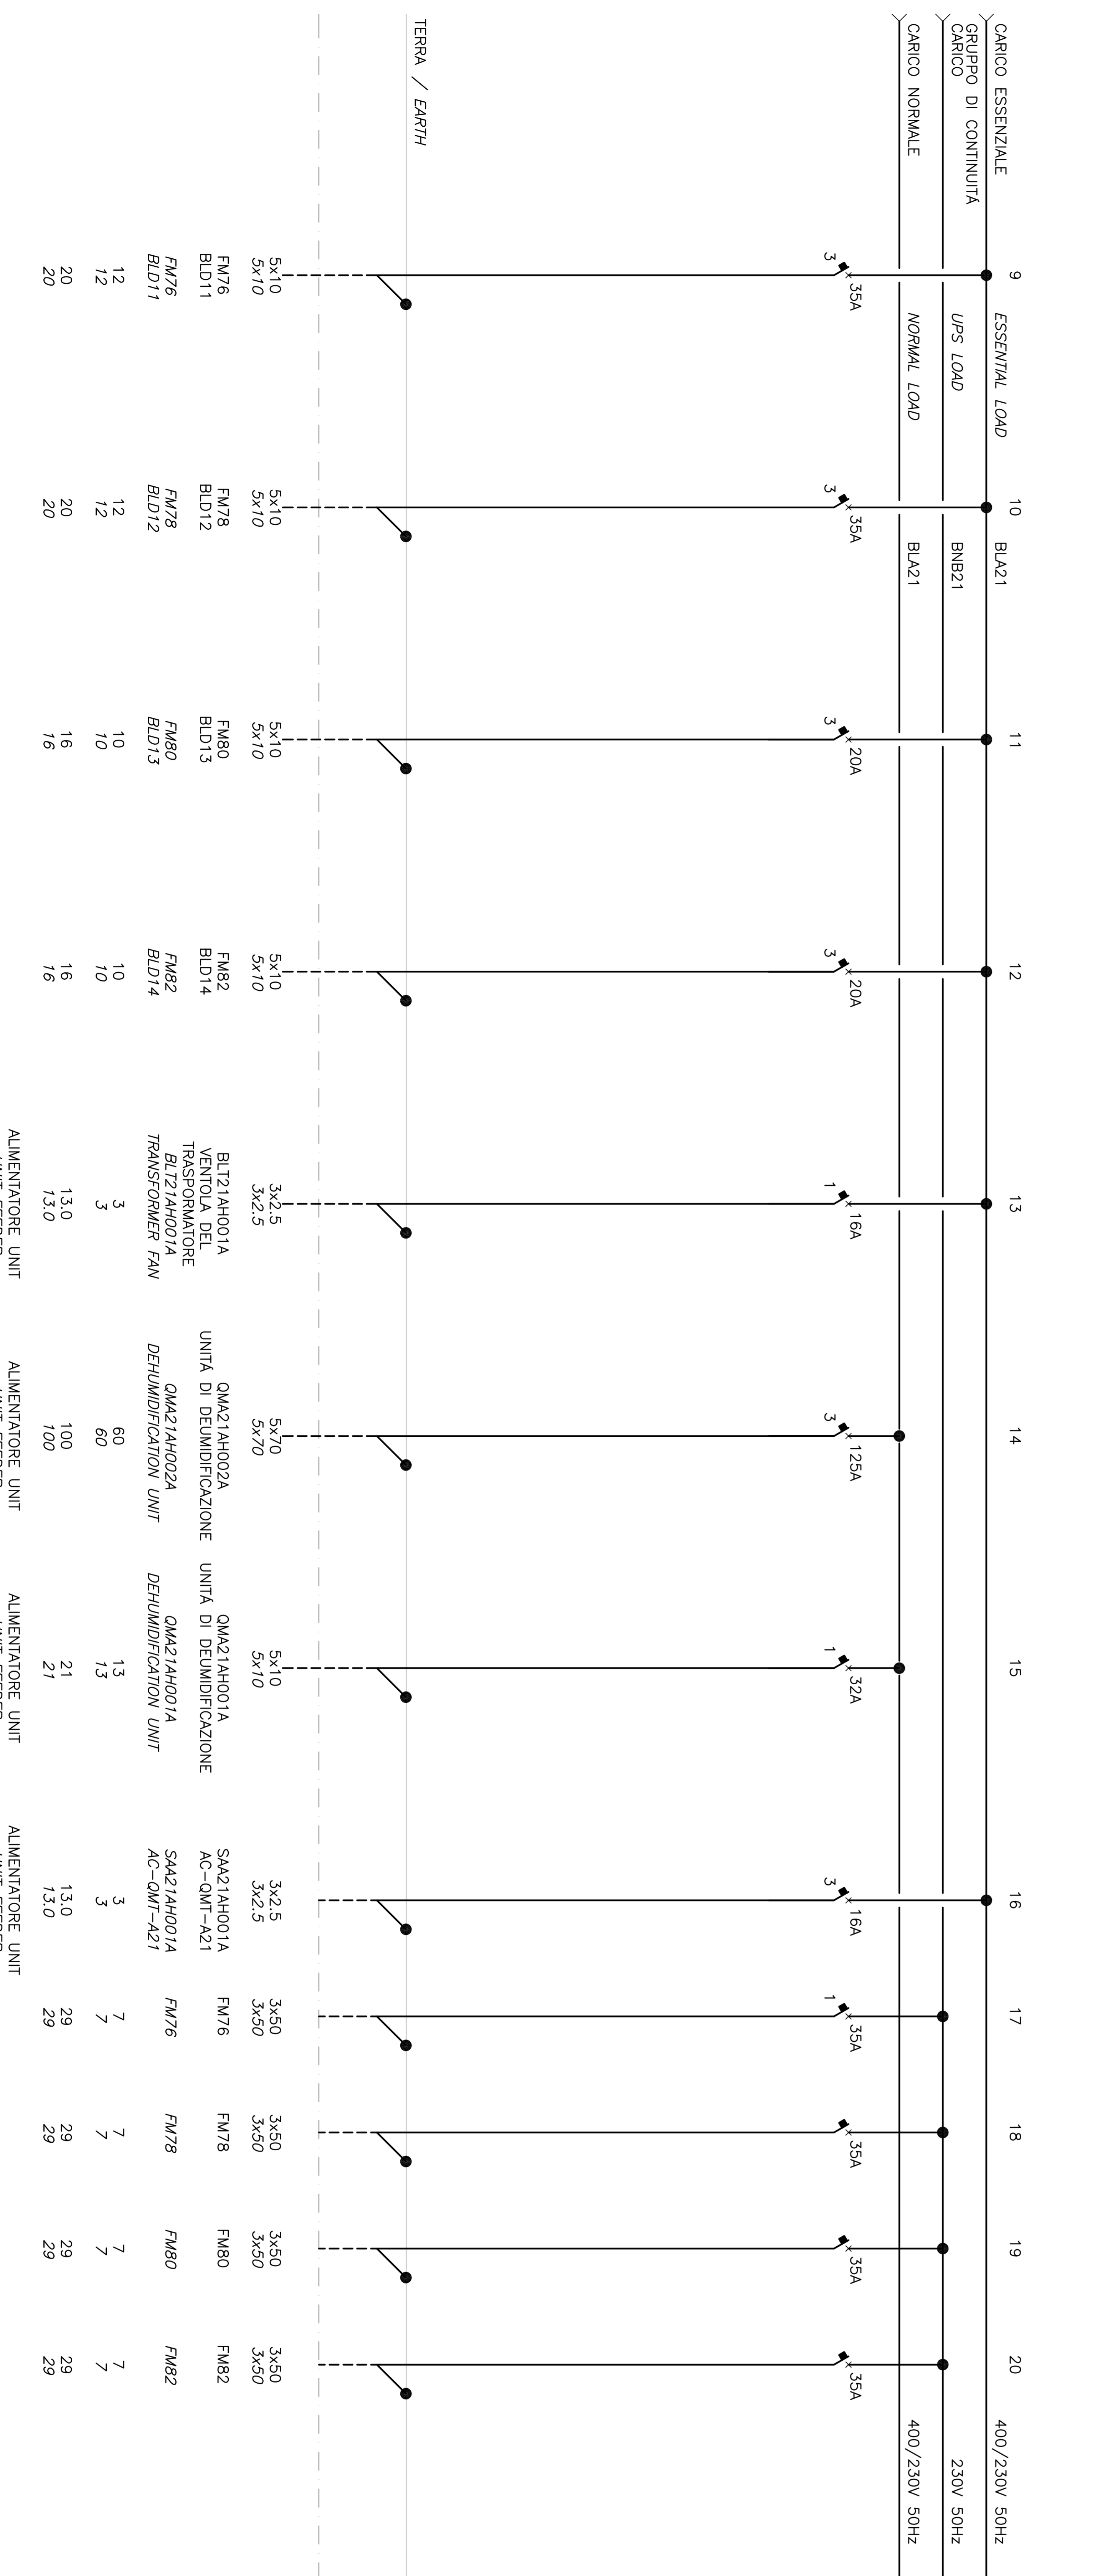 9 10 11 12 13 14 15 16 17 18 19 20
CARICO ESSENZIALE ESSENTIAL LOAD BLA21 400/230V 50Hz
GRUPPO DI CONTINUITÁ
CARICO UPS LOAD BNB21 230V 50Hz
CARICO NORMALE NORMAL LOAD BLA21 400/230V 50Hz
35A 35A 20A 20A 16A 125A 32A 16A 35A 35A 35A 35A
3 3 3 3 1 3 1 3 1
TERRA / EARTH
5x10 5x10 5x10 5x10 3x2.5 5x70 5x10 3x2.5 3x50 3x50 3x50 3x50
5x10 5x10 5x10 5x10 3x2.5 5x70 5x10 3x2.5 3x50 3x50 3x50 3x50
FM76 FM78 FM80 FM82 BLT21AH001A QMA21AH002A QMA21AH001A SAA21AH001A FM76 FM78 FM80 FM82
BLD11 BLD12 BLD13 BLD14 VENTOLA DEL UNITÁ DI DEUMIDIFICAZIONE UNITÁ DI DEUMIDIFICAZIONE AC-QMT-A21
TRASPORMATORE
FM76 FM78 FM80 FM82 BLT21AH001A QMA21AH002A QMA21AH001A SAA21AH001A FM76 FM78 FM80 FM82
BLD11 BLD12 BLD13 BLD14 TRANSFORMER FAN DEHUMIDIFICATION UNIT DEHUMIDIFICATION UNIT AC-QMT-A21
12 12 10 10 3 60 13 3 7 7 7 7
12 12 10 10 3 60 13 3 7 7 7 7
20 20 16 16 13.0 100 21 13.0 29 29 29 29
20 20 16 16 13.0 100 21 13.0 29 29 29 29
ALIMENTATORE UNIT ALIMENTATORE UNIT ALIMENTATORE UNIT ALIMENTATORE UNIT